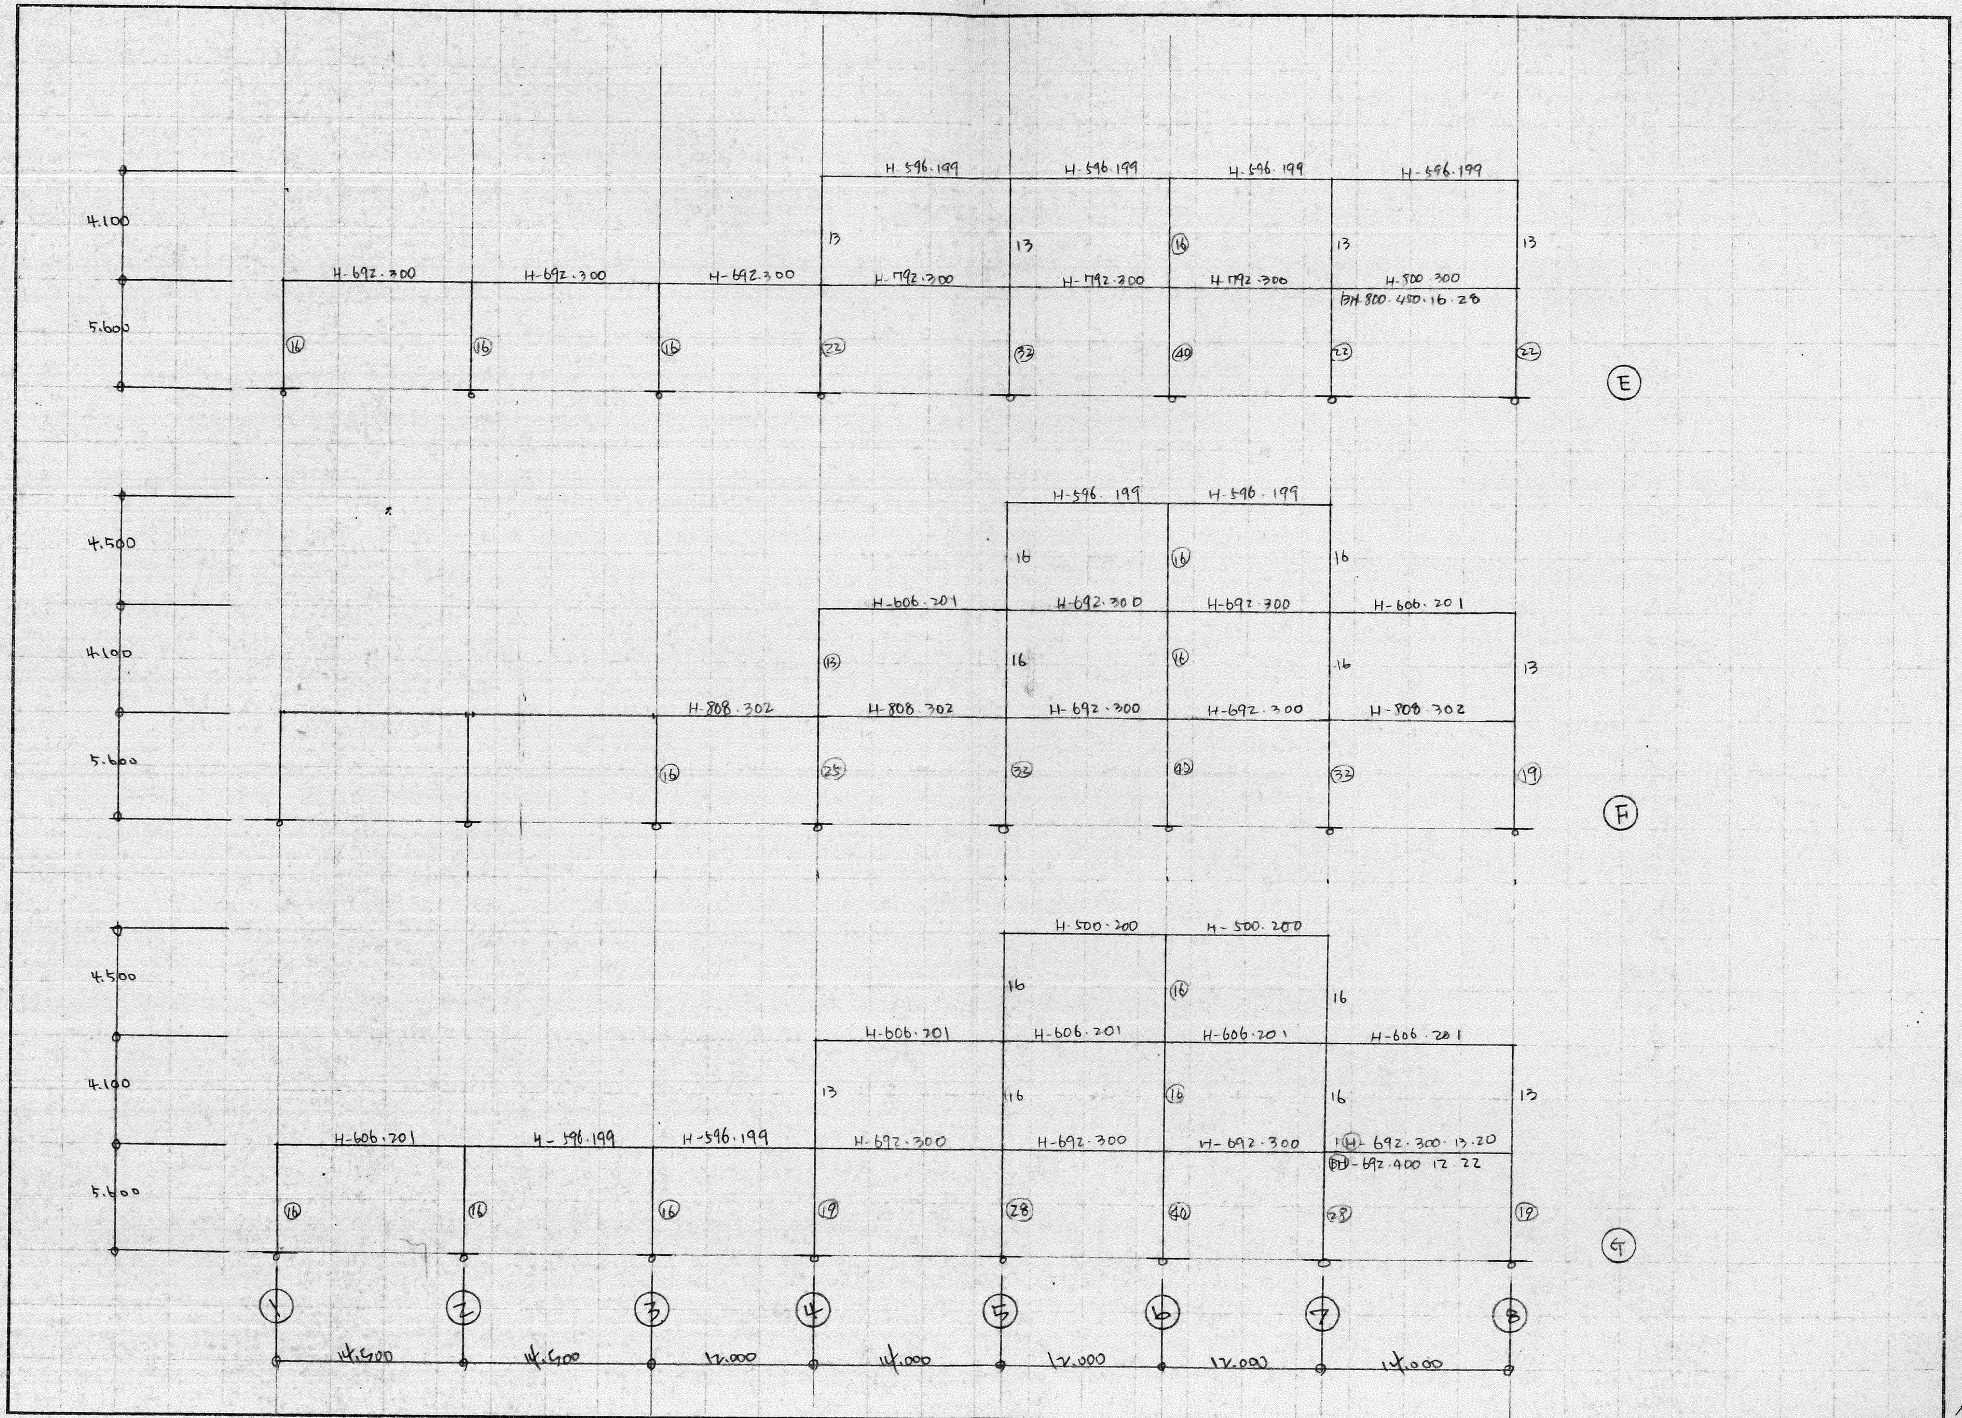 H-596·199 H-596·199 H-596·199 H-596·199
4.100
13 13 ⑯ 13 13
H-692·300 H-692·300 H-692·300 H-792·300 H-792·300 H-792·300 H-800·300
BH-800·450·16·28
5.600
⑯ ⑯ ⑯ ㉒ ㉜ ㊵ ㉒ ㉒
Ⓔ
H-596·199 H-596·199
4.500
16 ⑯ 16
H-606·201 H-692·300 H-692·300 H-606·201
4.100
⑬ 16 ⑯ 16 13
H-808·302 H-808·302 H-692·300 H-692·300 H-808·302
5.600
⑯ ㉕ ㉜ ㉜ ⑲
Ⓕ
H-500·200 H-500·200
4.500
16 ⑯ 16
H-606·201 H-606·201 H-606·201 H-606·201
4.100
13 16 ⑯ 16 13
H-606·201 H-596·199 H-596·199 H-692·300 H-692·300 H-692·300 H-692·300·13·20
BH-692·400·12·22
5.600
⑯ ⑯ ⑯ ⑲ ㉘ ㊵ ㉘ ⑲
Ⓖ
① ② ③ ④ ⑤ ⑥ ⑦ ⑧
14.500 14.500 12.000 14.000 12.000 12.000 14.000